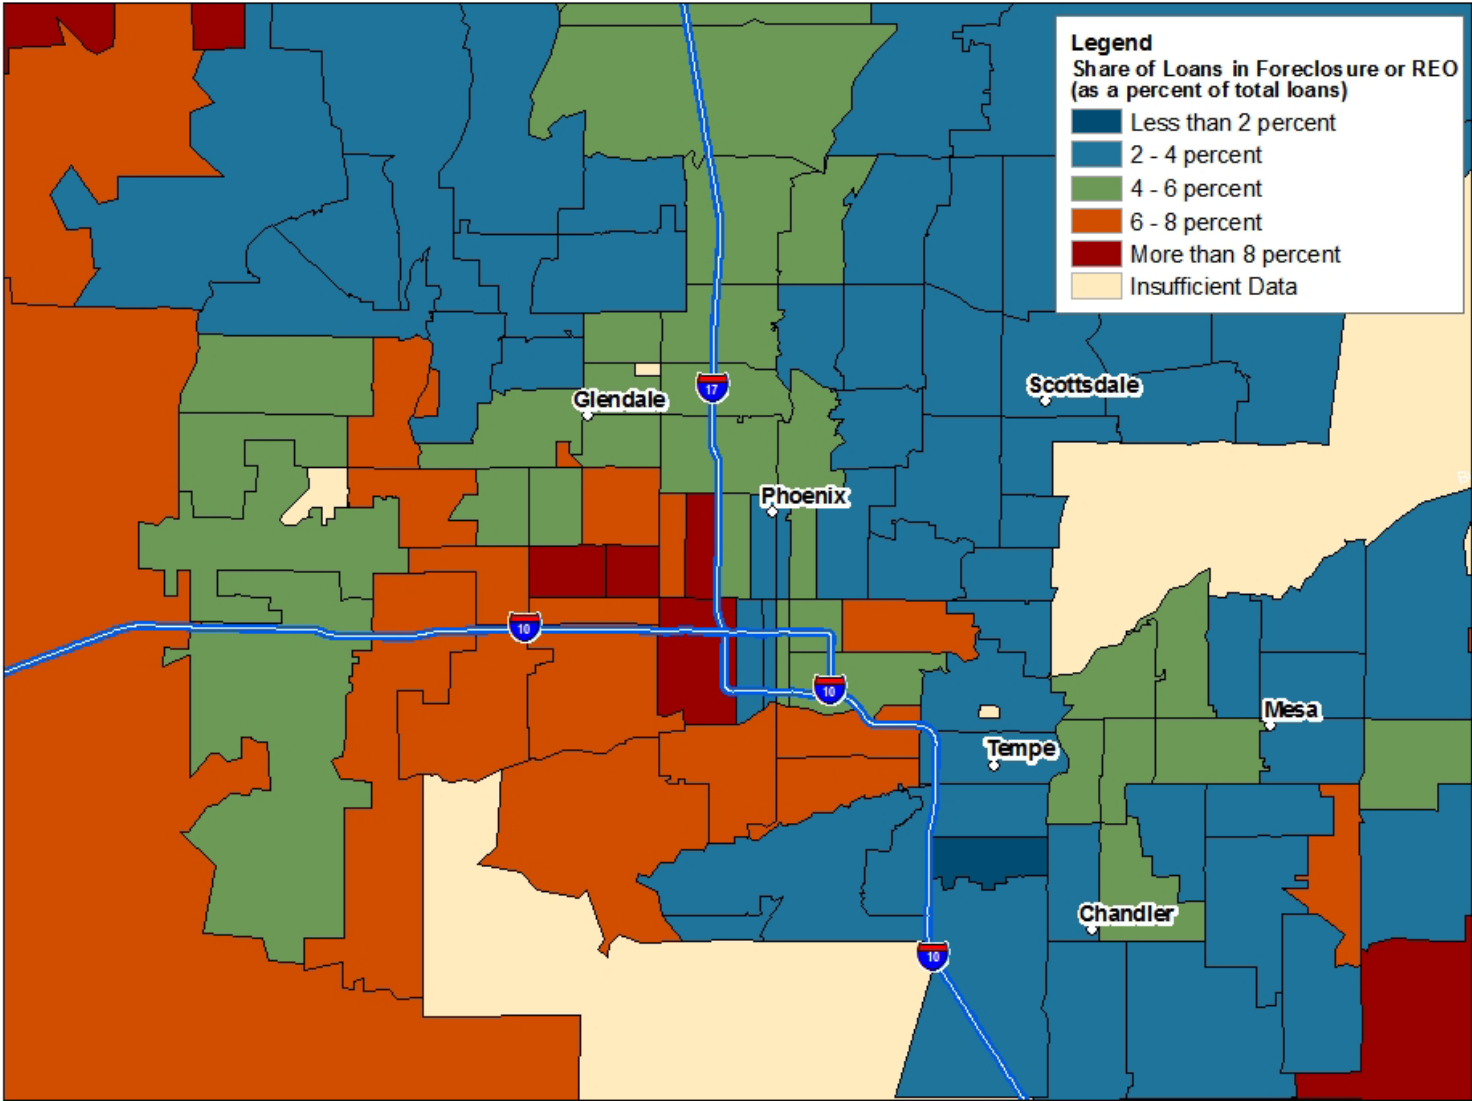 Legend
Share of Loans in Foreclosure or REO
(as a percent of total loans)
Less than 2 percent
2 - 4 percent
4 - 6 percent
6 - 8 percent
More than 8 percent
Insufficient Data
17
Scottsdale
Glendale
Phoenix
10
10
Mesa
Tempe
Chandler
10